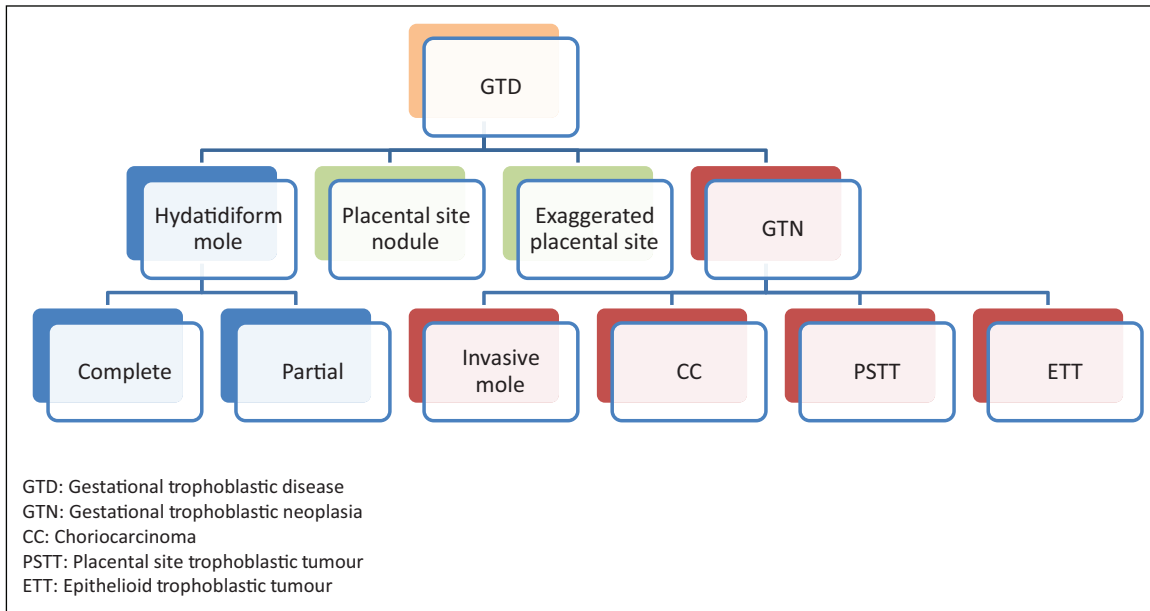 GTD
Hydatidiform
mole
Placental site
nodule
Exaggerated
placental site
GTN
Complete
Partial
Invasive
mole
CC
PSTT
ETT
GTD: Gestational trophoblastic disease
GTN: Gestational trophoblastic neoplasia
CC: Choriocarcinoma
PSTT: Placental site trophoblastic tumour
ETT: Epithelioid trophoblastic tumour